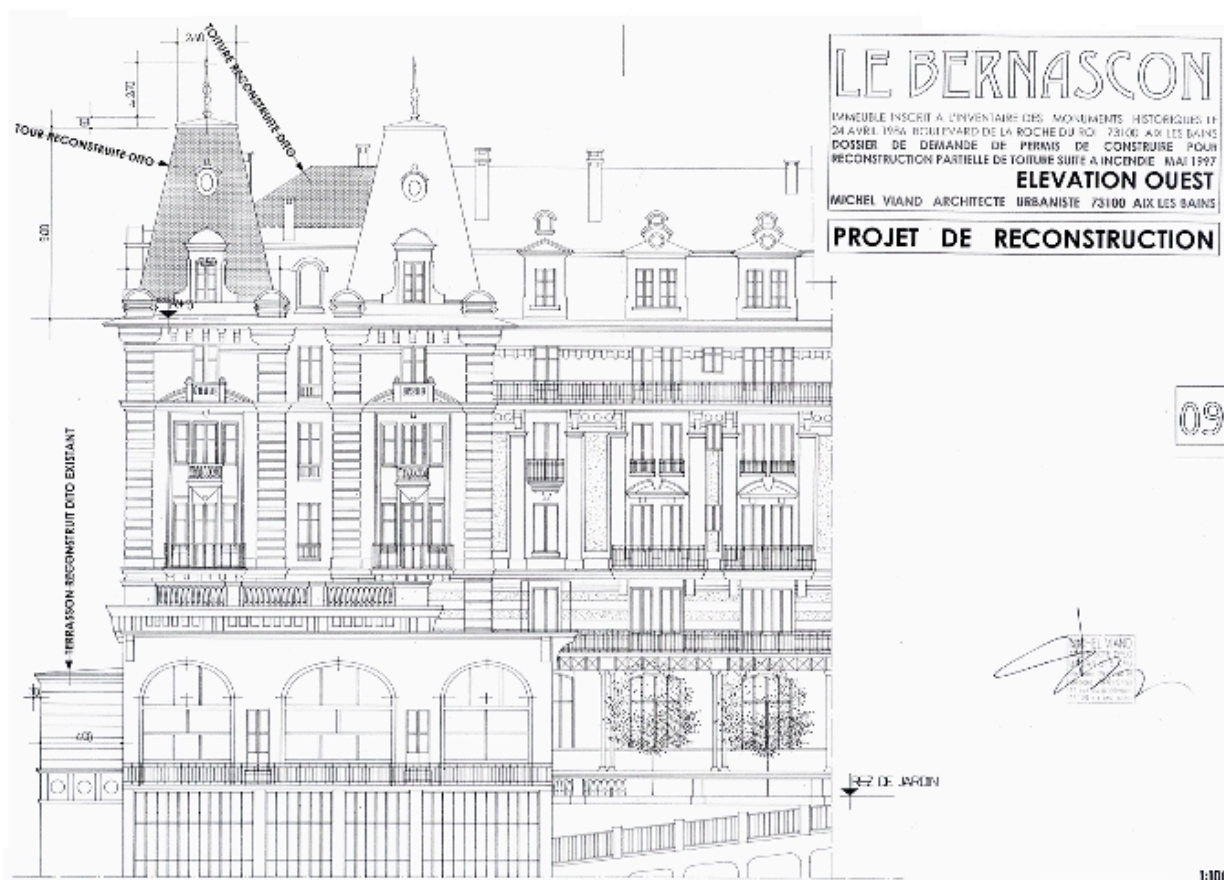 LE BERNASCON
IMMEUBLE INSCRIT A L'INVENTAIRE DES MONUMENTS HISTORIQUES LE
24 AVRIL 1986 BOULEVARD DE LA ROCHE DU ROI 73100 AIX LES BAINS
DOSSIER DE DEMANDE DE PERMIS DE CONSTRUIRE POUR
RECONSTRUCTION PARTIELLE DE TOITURE SUITE A INCENDIE MAI 1997
ELEVATION OUEST
MICHEL VIAND ARCHITECTE URBANISTE 73100 AIX LES BAINS
PROJET DE RECONSTRUCTION
TOITURE RECONSTRUITE DITO
TOUR RECONSTRUITE DITO
09
TERRASSON RECONSTRUIT DITO EXISTANT
REZ DE JARDIN
1:100